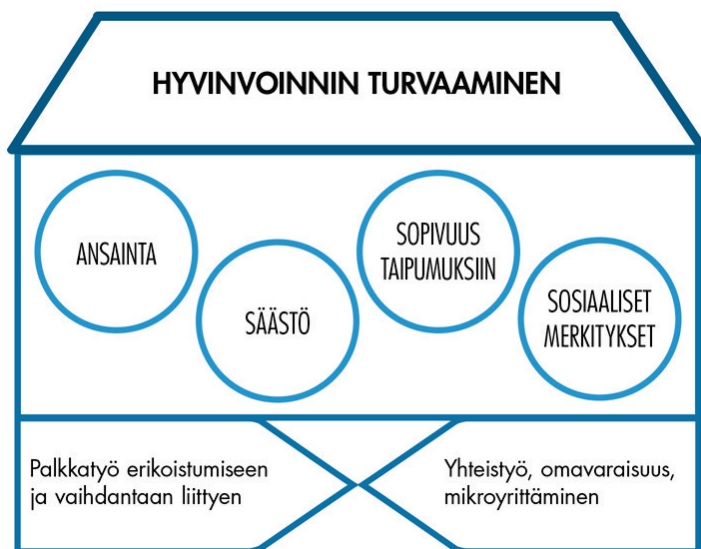 HYVINVOINNIN TURVAAMINEN
ANSAINTA
SÄÄSTÖ
SOPIVUUS
TAIPUMUKSIIN
SOSIAALISET
MERKITYKSET
Palkkatyö erikoistumiseen
ja vaihdantaan liittyen
Yhteistyö, omavaraisuus,
mikroyrittäminen